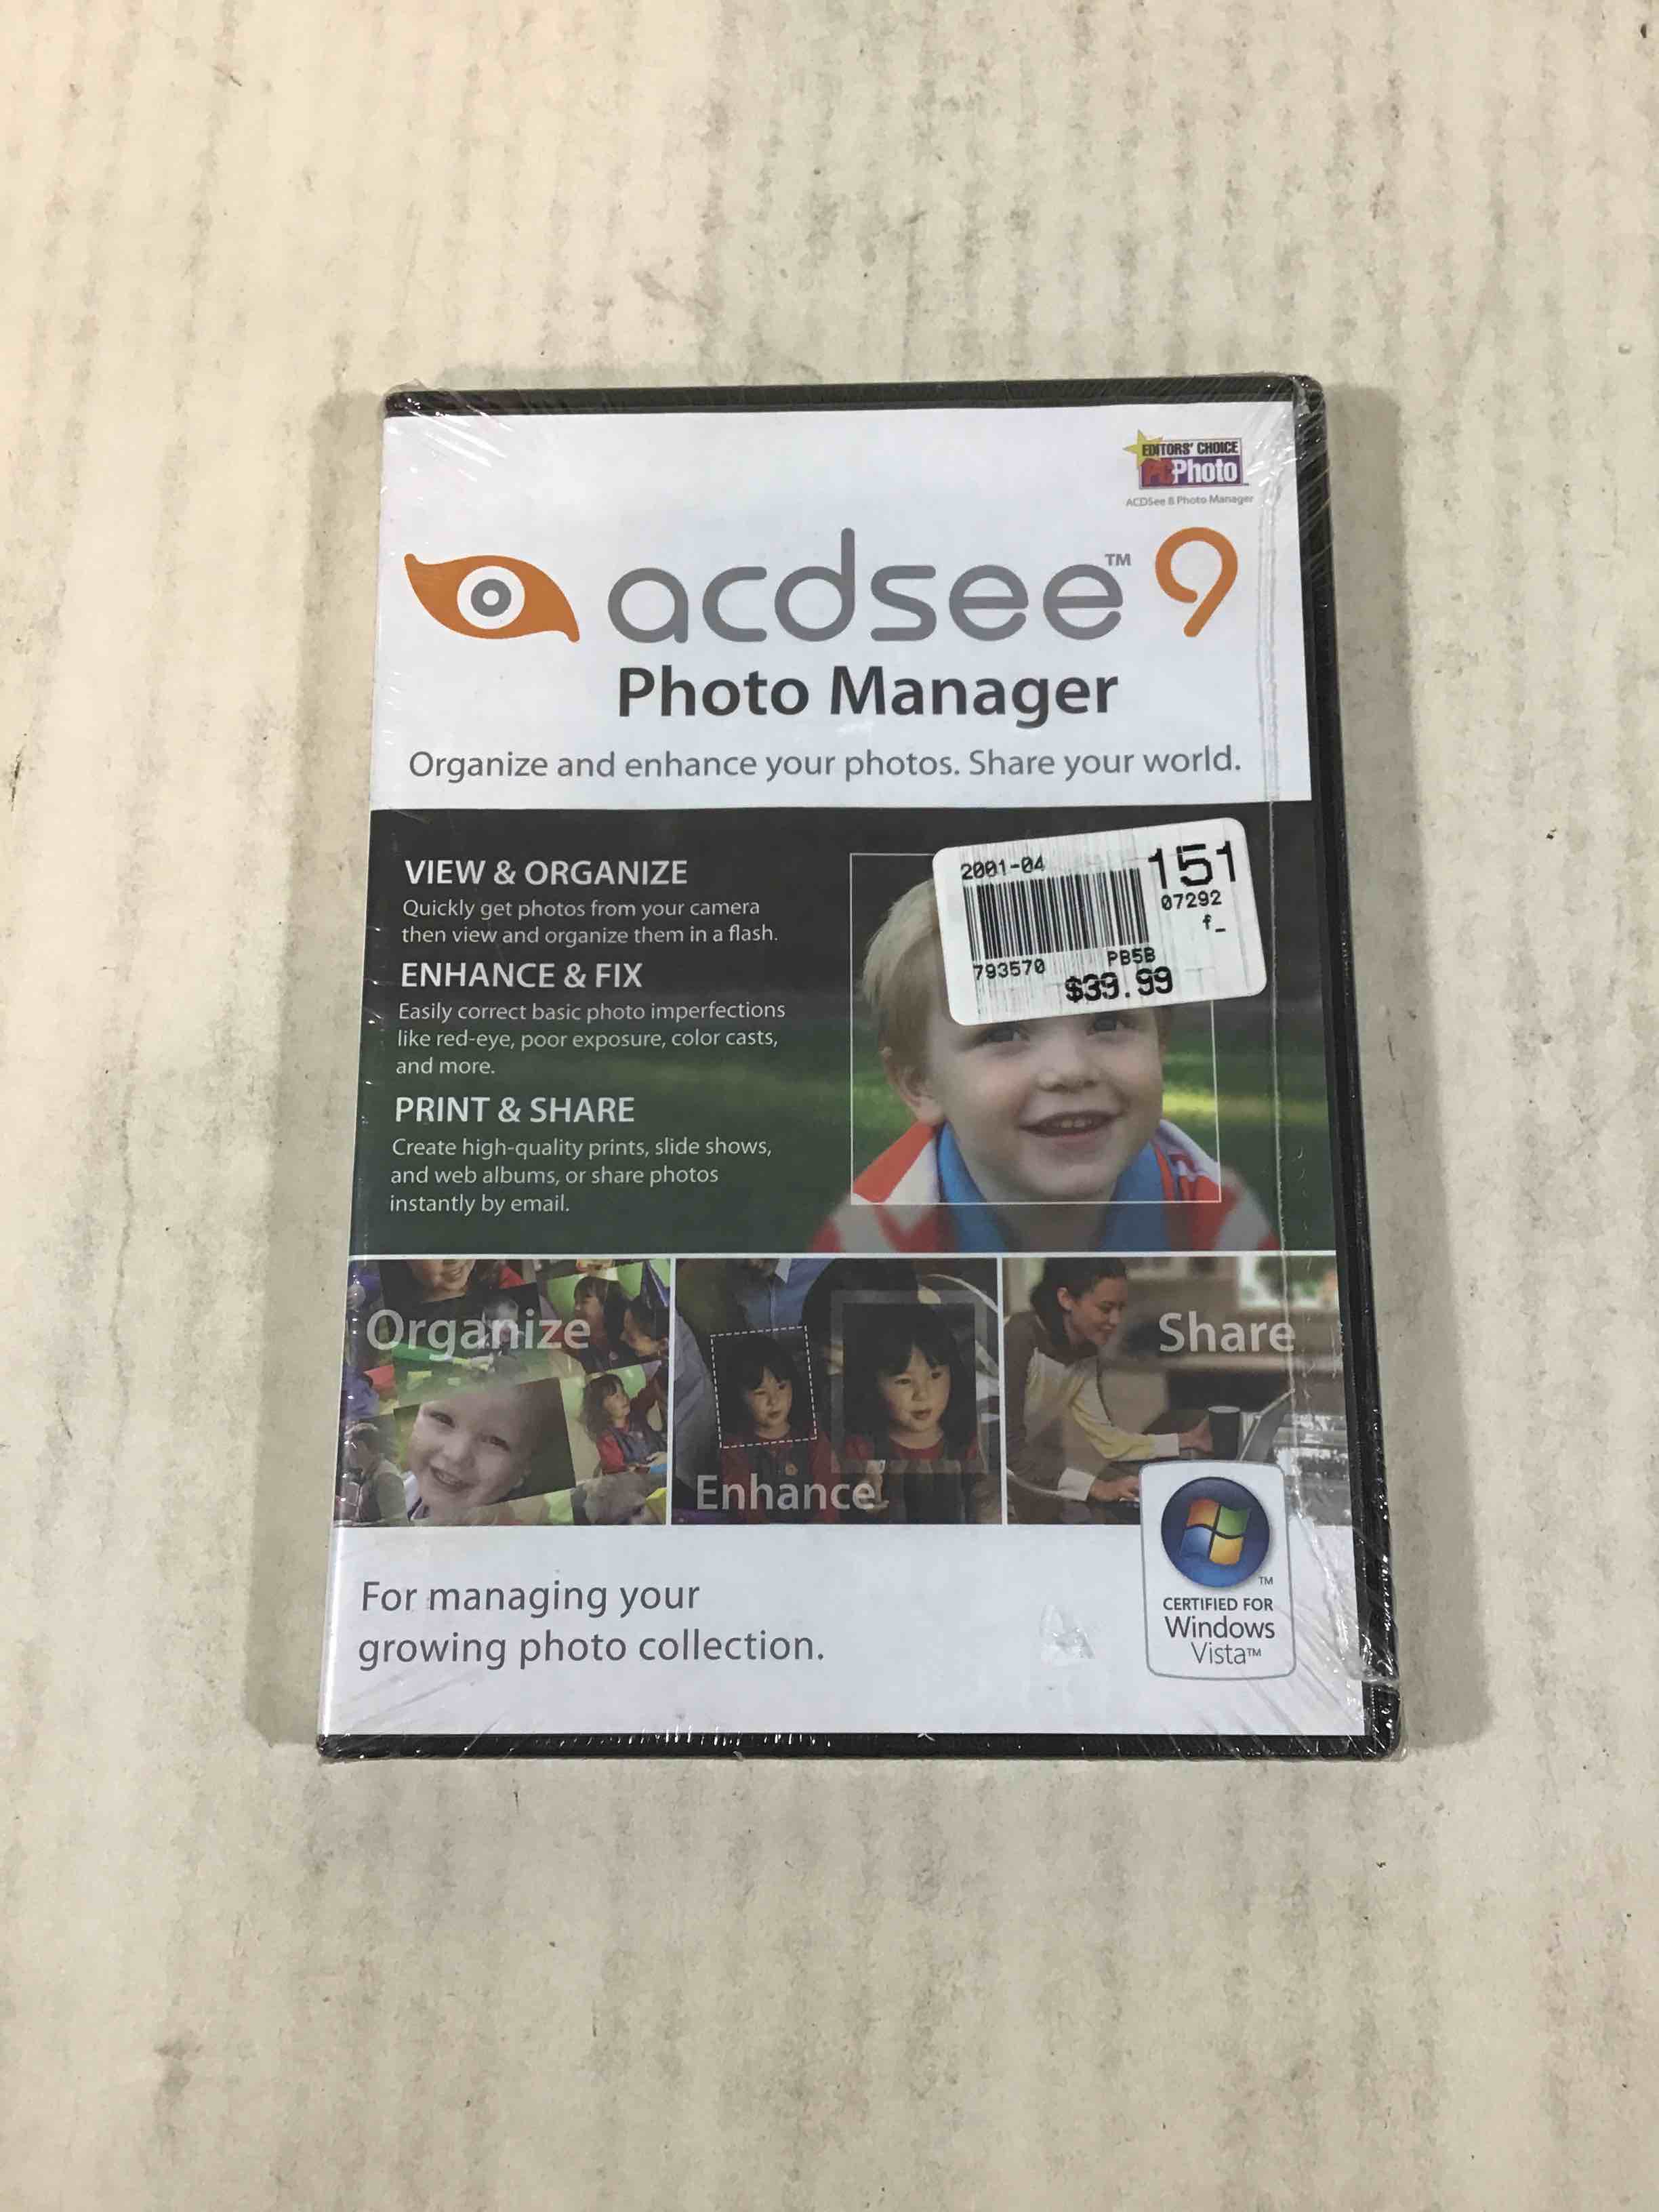 EDITORS' CHOICE
PCPhoto
ACDSee 8 Photo Manager
acdsee™ 9
Photo Manager
Organize and enhance your photos. Share your world.
VIEW & ORGANIZE
Quickly get photos from your camera
then view and organize them in a flash.
ENHANCE & FIX
Easily correct basic photo imperfections
like red-eye, poor exposure, color casts,
and more.
PRINT & SHARE
Create high-quality prints, slide shows,
and web albums, or share photos
instantly by email.
2001-04
151
07292
f_
793570
PB5B
$39.99
Organize
Enhance
Share
For managing your
growing photo collection.
TM
CERTIFIED FOR
Windows
Vista™